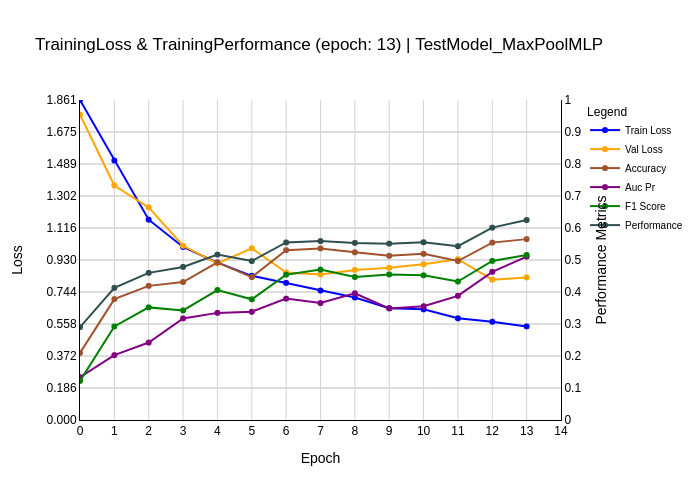 TrainingLoss & TrainingPerformance (epoch: 13) | TestModel_MaxPoolMLP
1.861
1.675
1.489
1.302
1.116
0.930
0.744
0.558
0.372
0.186
0.000
Loss
0 1 2 3 4 5 6 7 8 9 10 11 12 13 14
Epoch
1
0.9
0.8
0.7
0.6
0.5
0.4
0.3
0.2
0.1
0
Performance Metrics
Legend
Train Loss
Val Loss
Accuracy
Auc Pr
F1 Score
Performance